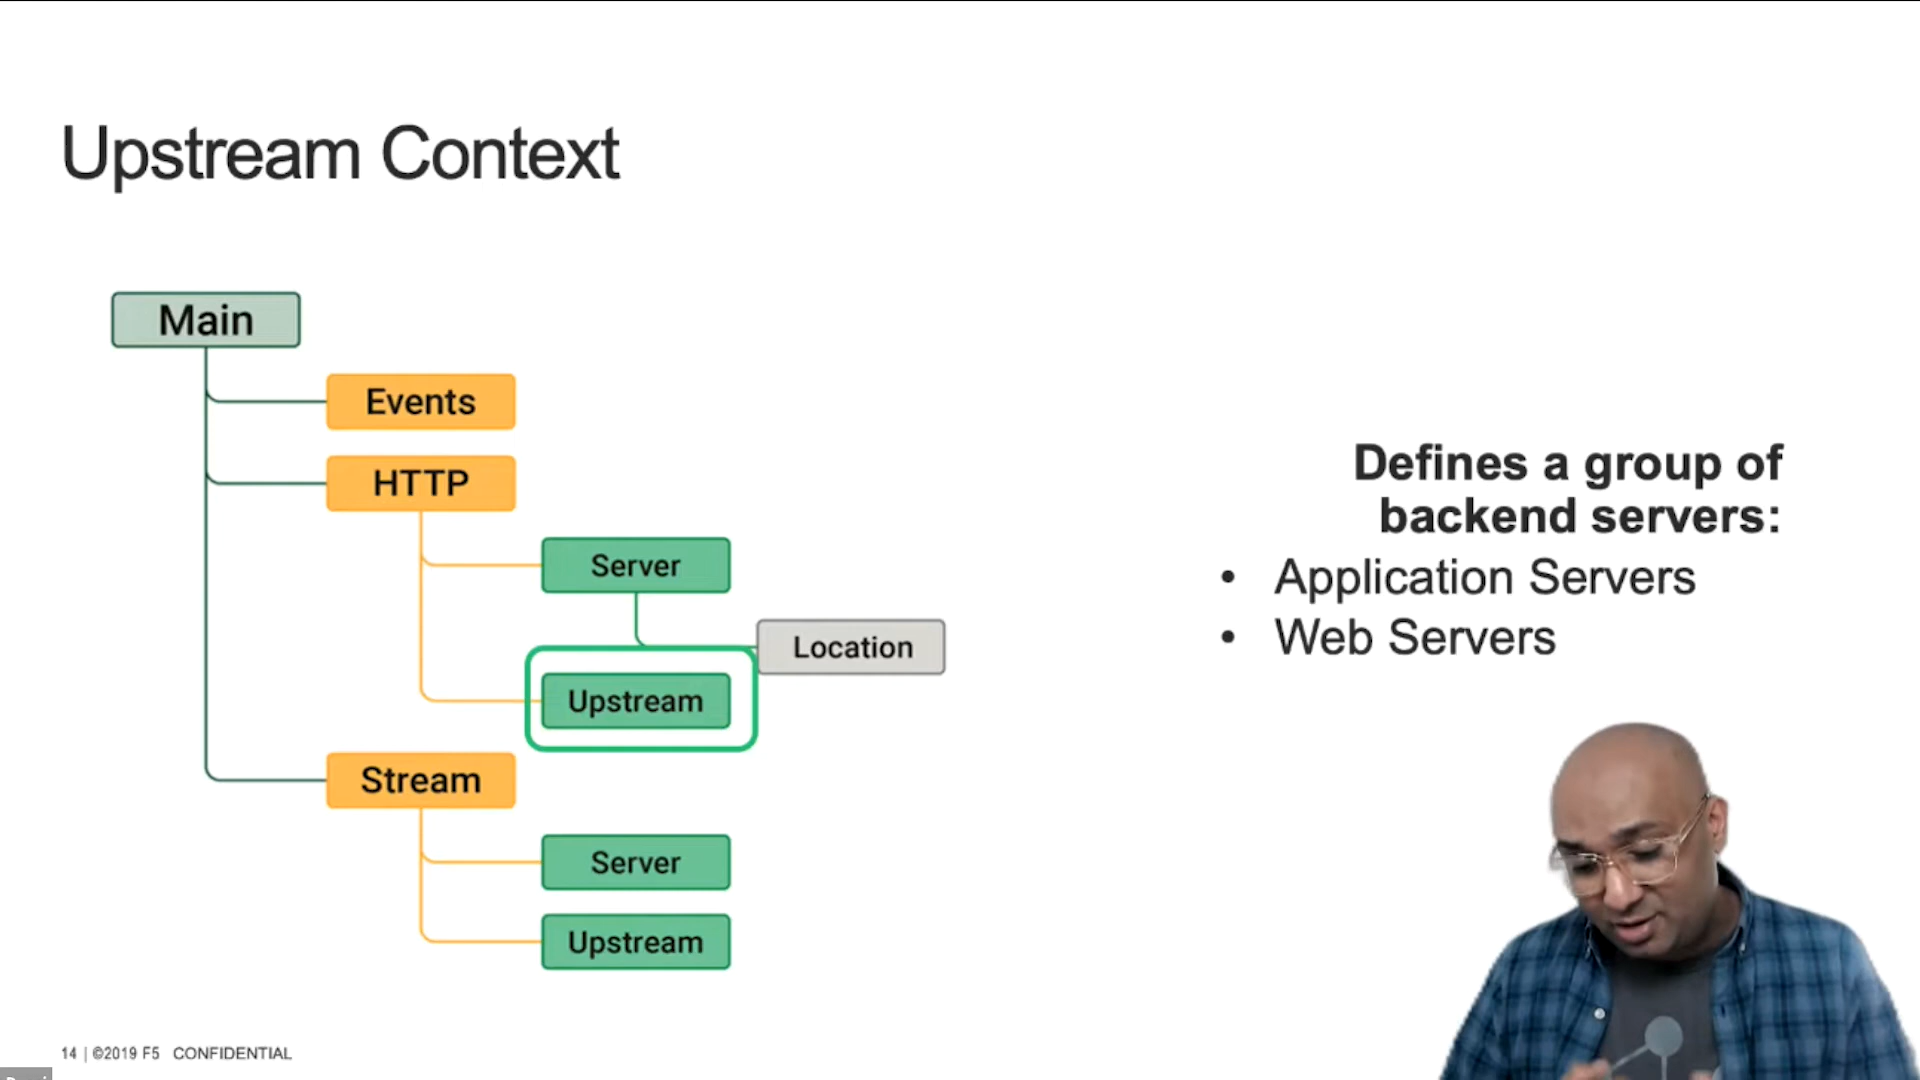 Upstream Context
Main
Events
HTTP
Server
Location
Upstream
Stream
Server
Upstream
Defines a group of
backend servers:
• Application Servers
• Web Servers
14 | ©2019 F5 CONFIDENTIAL